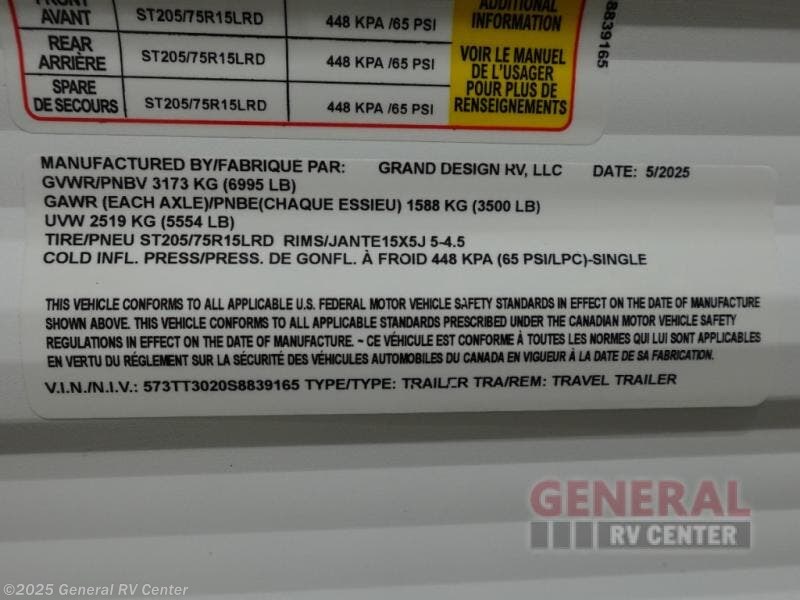 FRONT
AVANT ST205/75R15LRD 448 KPA /65 PSI
ADDITIONAL
INFORMATION
REAR
ARRIÈRE ST205/75R15LRD 448 KPA /65 PSI
SPARE
DE SECOURS ST205/75R15LRD 448 KPA /65 PSI
VOIR LE MANUEL
DE L'USAGER
POUR PLUS DE
RENSEIGNEMENTS
8839165
MANUFACTURED BY/FABRIQUE PAR: GRAND DESIGN RV, LLC DATE: 5/2025
GVWR/PNBV 3173 KG (6995 LB)
GAWR (EACH AXLE)/PNBE(CHAQUE ESSIEU) 1588 KG (3500 LB)
UVW 2519 KG (5554 LB)
TIRE/PNEU ST205/75R15LRD RIMS/JANTE15X5J 5-4.5
COLD INFL. PRESS/PRESS. DE GONFL. À FROID 448 KPA (65 PSI/LPC)-SINGLE
THIS VEHICLE CONFORMS TO ALL APPLICABLE U.S. FEDERAL MOTOR VEHICLE SAFETY STANDARDS IN EFFECT ON THE DATE OF MANUFACTURE
SHOWN ABOVE. THIS VEHICLE CONFORMS TO ALL APPLICABLE STANDARDS PRESCRIBED UNDER THE CANADIAN MOTOR VEHICLE SAFETY
REGULATIONS IN EFFECT ON THE DATE OF MANUFACTURE. ~ CE VÉHICULE EST CONFORME À TOUTES LES NORMES QUI LUI SONT APPLICABLES
EN VERTU DU RÉGLEMENT SUR LA SÉCURITÉ DES VÉHICULES AUTOMOBILES DU CANADA EN VIGUEUR À LA DATE DE SA FABRICATION.
V.I.N./N.I.V.: 573TT3020S8839165 TYPE/TYPE: TRAILER TRA/REM: TRAVEL TRAILER
GENERAL
RV CENTER
©2025 General RV Center